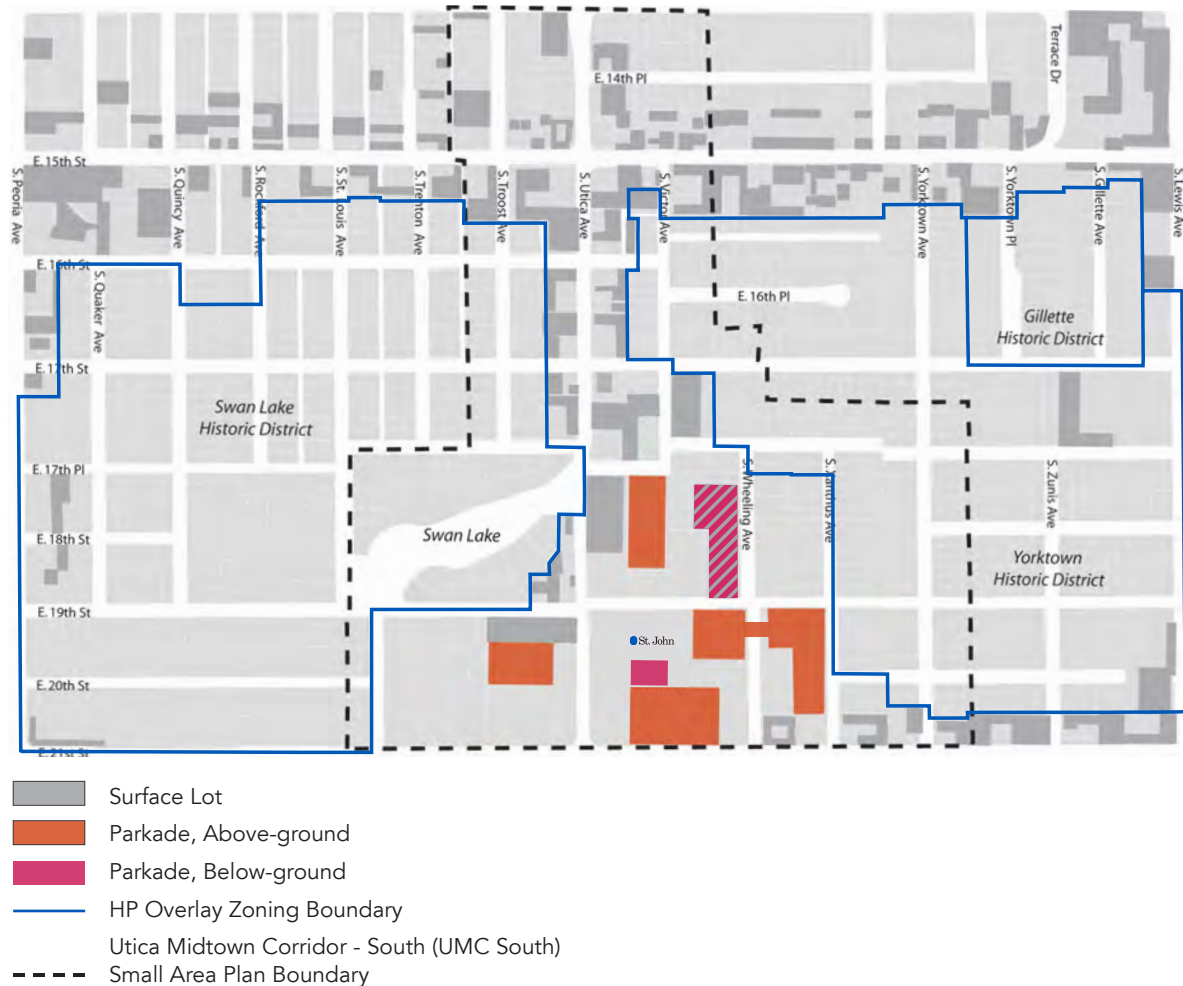 E. 14th Pl
Terrace Dr
E. 15th St
S. Peoria Ave
S. Quincy Ave
S. Rockford Ave
S. St. Louis Ave
S. Trenton Ave
S. Troost Ave
S. Utica Ave
S. Victor Ave
S. Yorktown Ave
S. Yorktown Pl
S. Gillette Ave
S. Lewis Ave
E. 16th St
S. Quaker Ave
E. 16th Pl
Gillette
Historic District
E. 17th St
Swan Lake
Historic District
E. 17th Pl
S. Wheeling Ave
S. Xanthus Ave
S. Zunis Ave
E. 18th St
Swan Lake
Yorktown
Historic District
E. 19th St
St. John
E. 20th St
E. 21st St
Surface Lot
Parkade, Above-ground
Parkade, Below-ground
HP Overlay Zoning Boundary
Utica Midtown Corridor - South (UMC South)
Small Area Plan Boundary